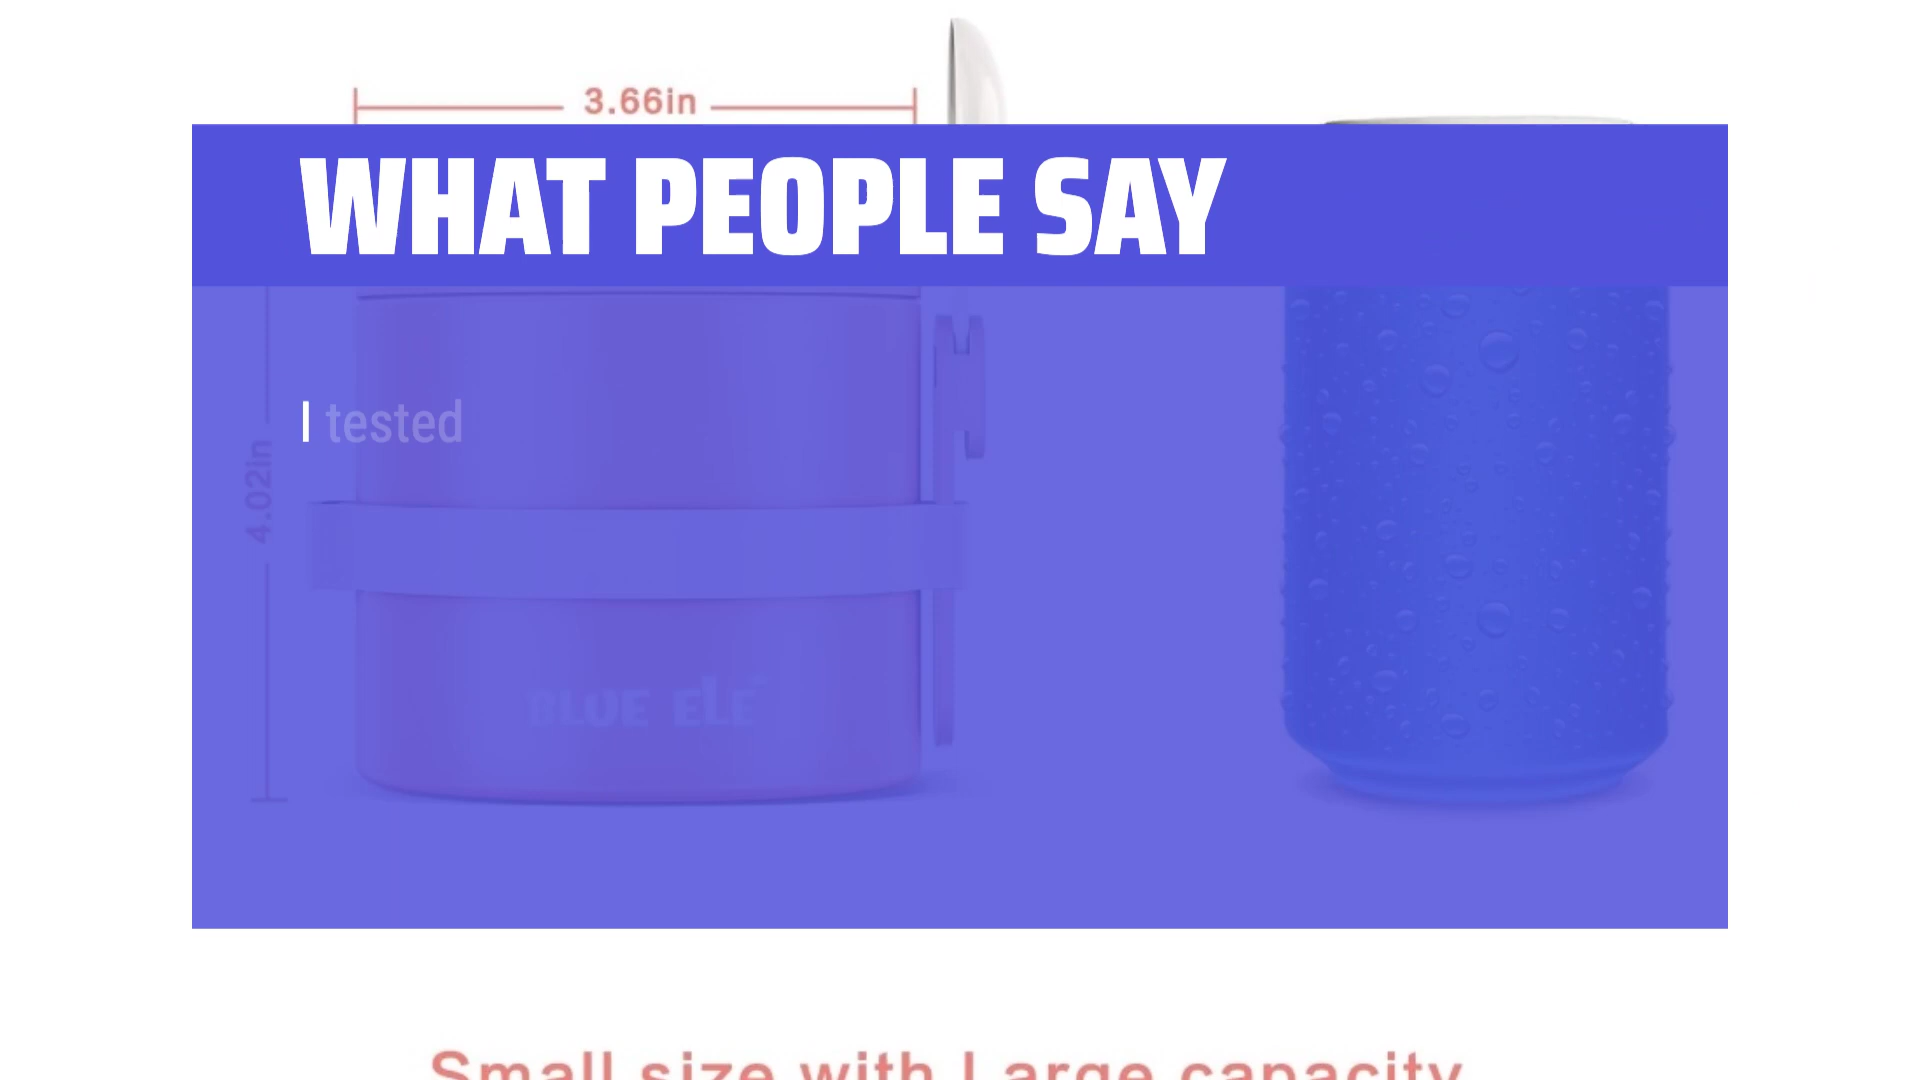 3.66in
WHAT PEOPLE SAY
I tested
4.02in
BLUE ELE
Small size with Large capacity